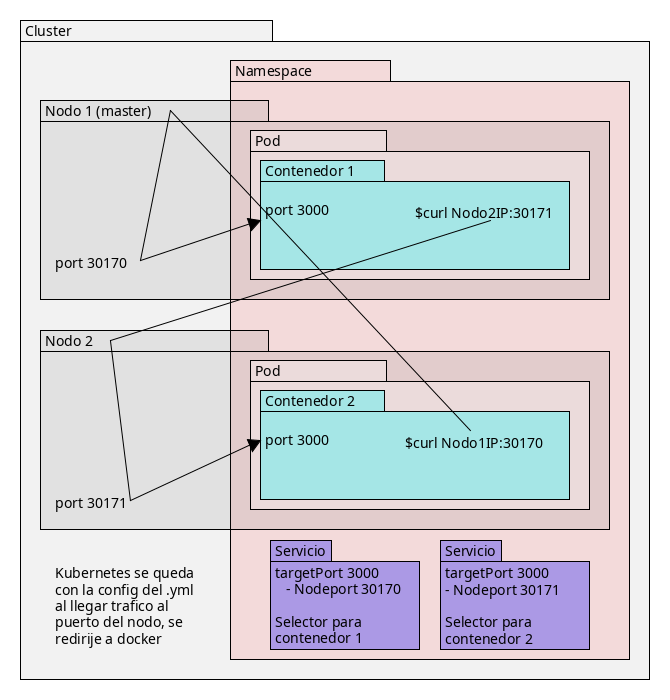 Cluster
Namespace
Nodo 1 (master)
Pod
Contenedor 1
port 3000
$curl Nodo2IP:30171
port 30170
Nodo 2
Pod
Contenedor 2
port 3000
$curl Nodo1IP:30170
port 30171
Servicio
targetPort 3000
- Nodeport 30170
Selector para
contenedor 1
Servicio
targetPort 3000
- Nodeport 30171
Selector para
contenedor 2
Kubernetes se queda
con la config del .yml
al llegar trafico al
puerto del nodo, se
redirije a docker